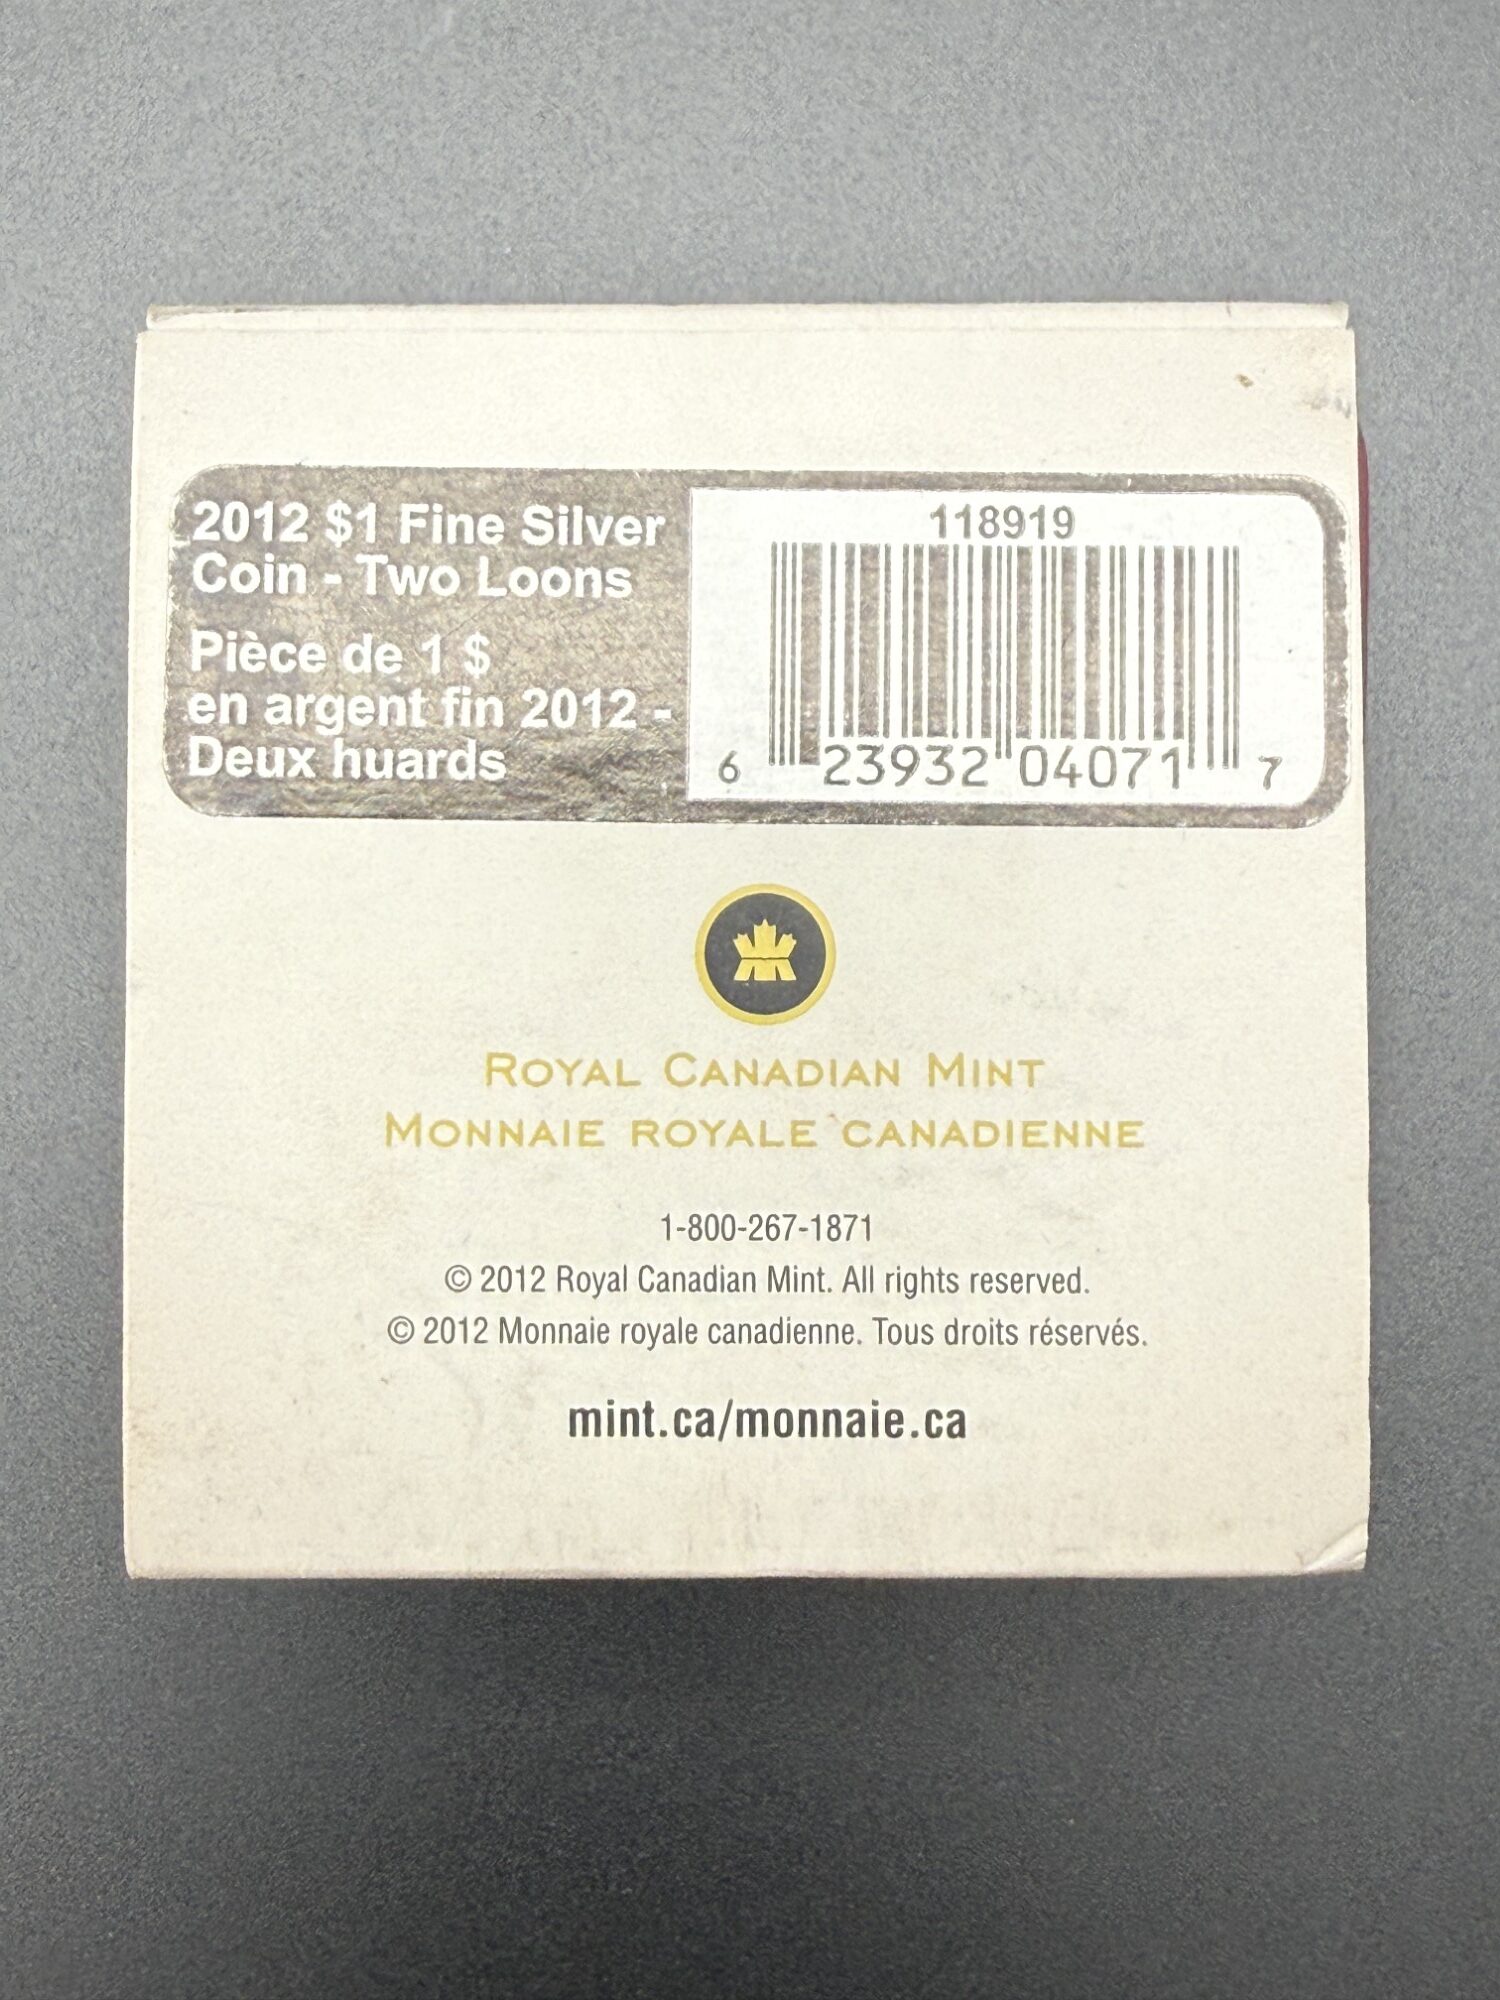 2012 $1 Fine Silver
Coin - Two Loons
Pièce de 1 $
en argent fin 2012 -
Deux huards
118919
6 23932 04071 7
ROYAL CANADIAN MINT
MONNAIE ROYALE CANADIENNE
1-800-267-1871
© 2012 Royal Canadian Mint. All rights reserved.
© 2012 Monnaie royale canadienne. Tous droits réservés.
mint.ca/monnaie.ca